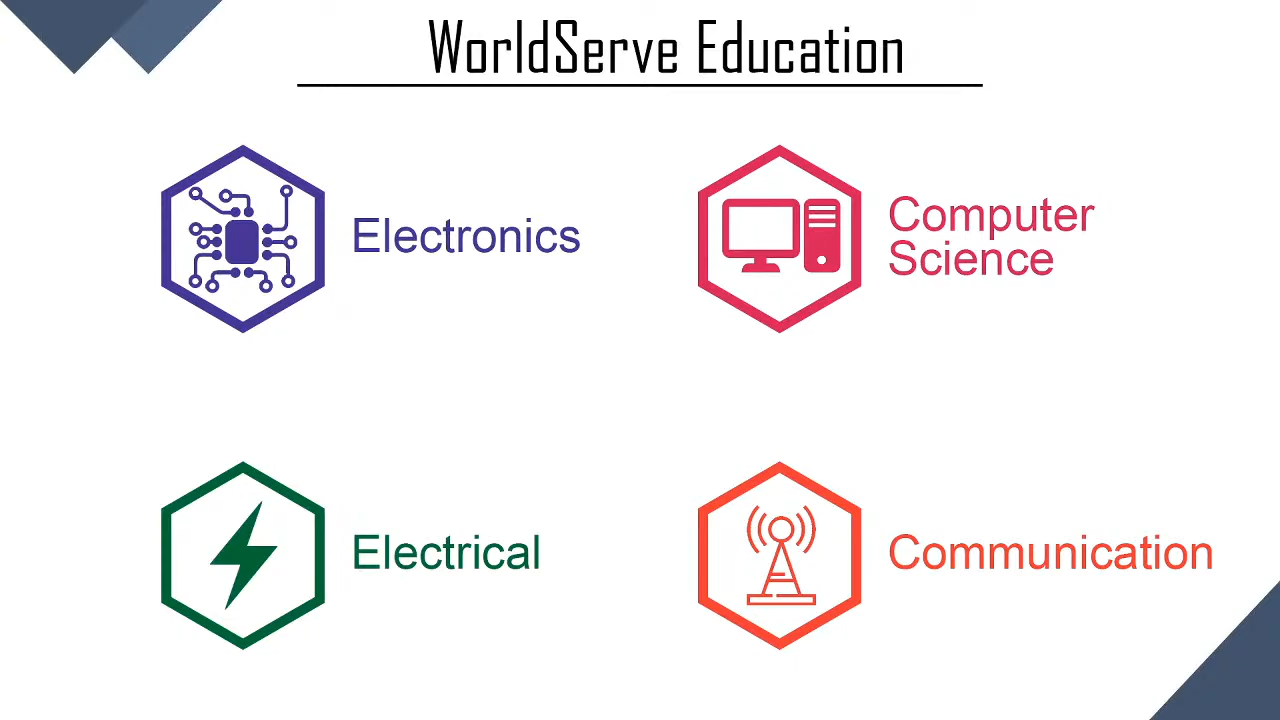 WorldServe Education
Electronics
Computer
Science
Electrical
Communication